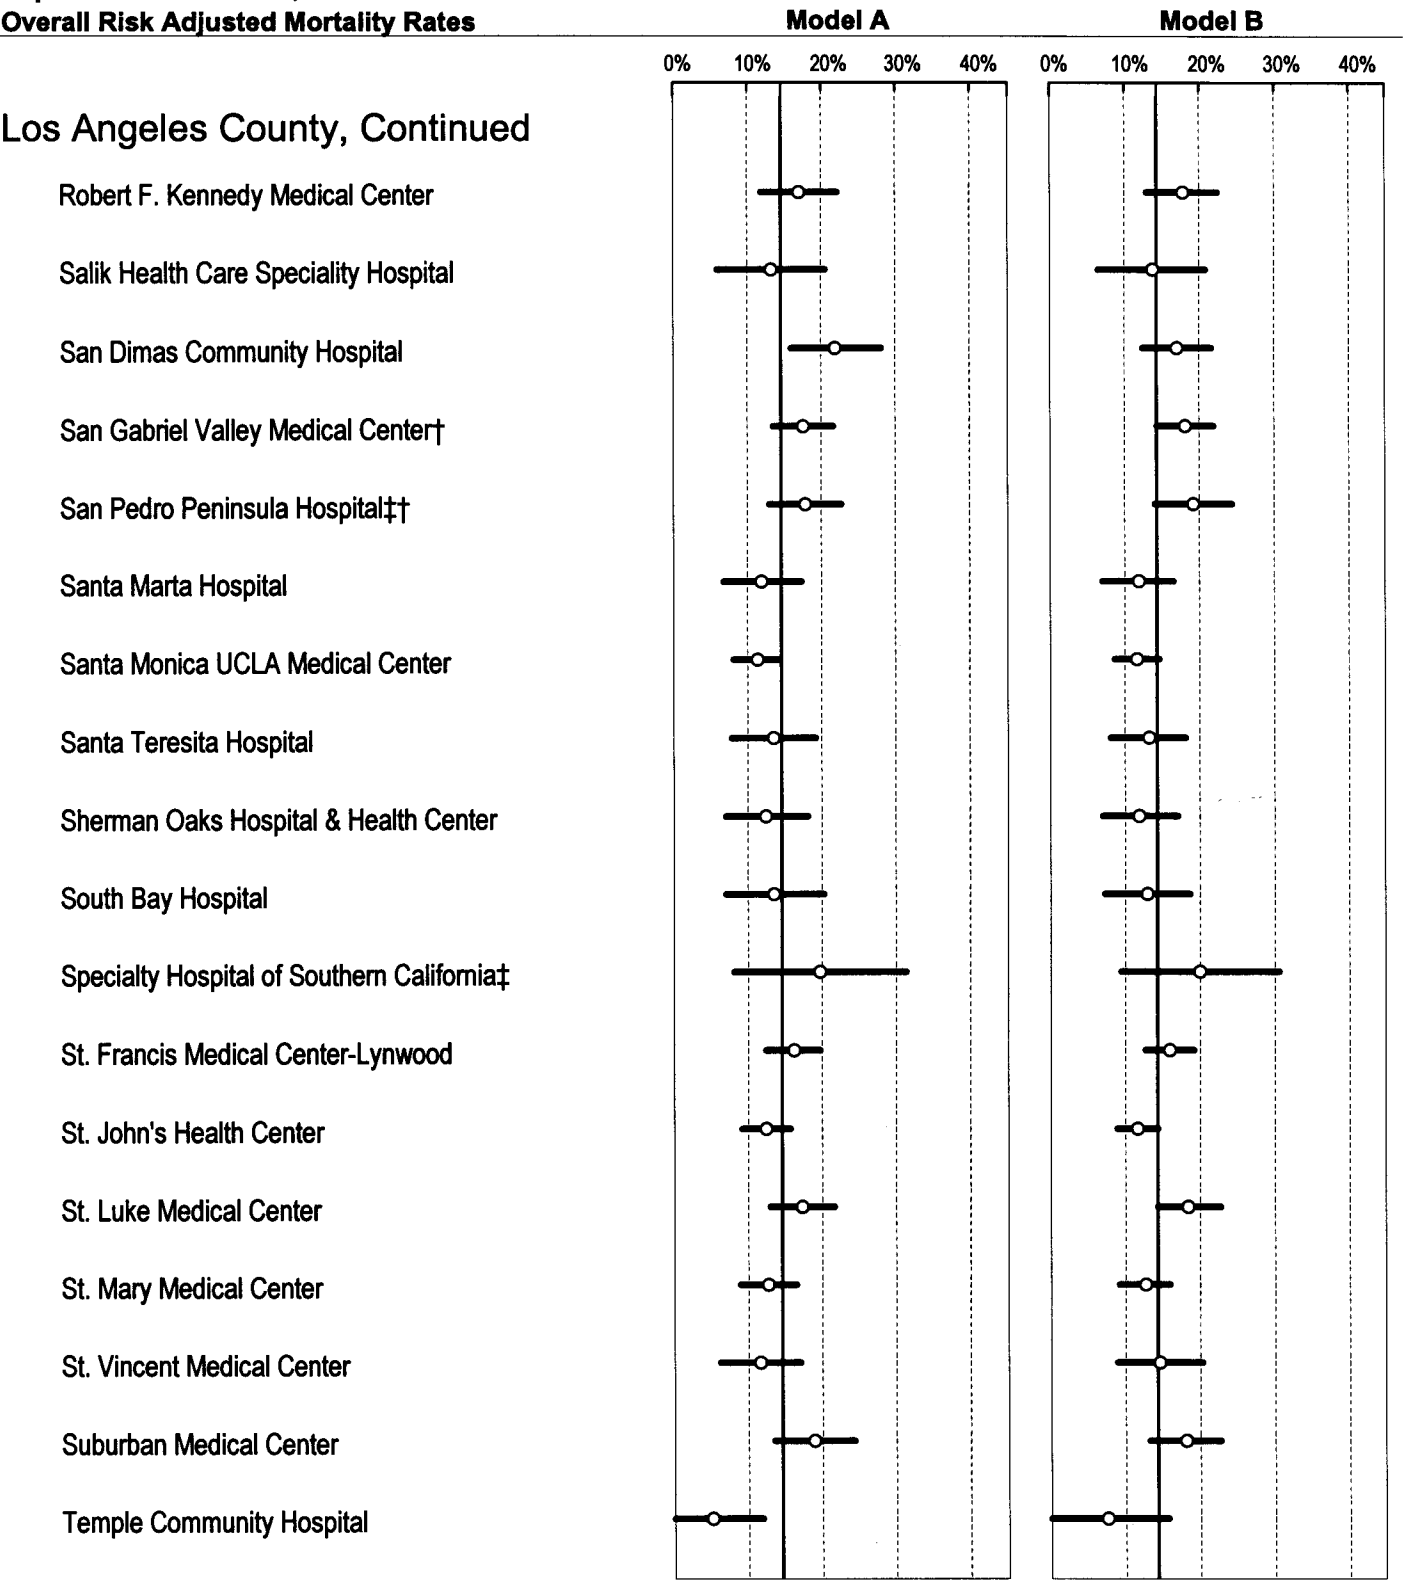 Overall Risk Adjusted Mortality Rates Model A Model B
0% 10% 20% 30% 40% 0% 10% 20% 30% 40%
Los Angeles County, Continued
Robert F. Kennedy Medical Center
Salik Health Care Speciality Hospital
San Dimas Community Hospital
San Gabriel Valley Medical Center†
San Pedro Peninsula Hospital‡†
Santa Marta Hospital
Santa Monica UCLA Medical Center
Santa Teresita Hospital
Sherman Oaks Hospital & Health Center
South Bay Hospital
Specialty Hospital of Southern California‡
St. Francis Medical Center-Lynwood
St. John's Health Center
St. Luke Medical Center
St. Mary Medical Center
St. Vincent Medical Center
Suburban Medical Center
Temple Community Hospital